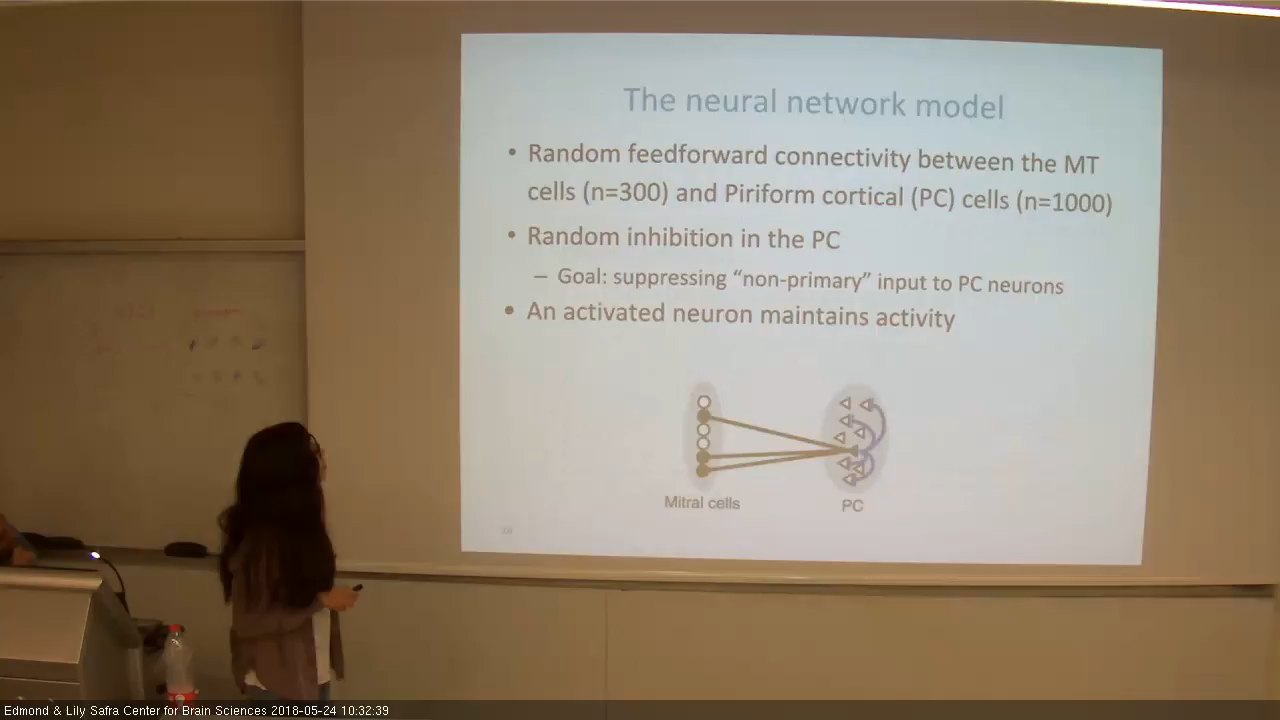 The neural network model
• Random feedforward connectivity between the MT
cells (n=300) and Piriform cortical (PC) cells (n=1000)
• Random inhibition in the PC
– Goal: suppressing “non-primary” input to PC neurons
• An activated neuron maintains activity
Mitral cells
PC
Edmond & Lily Safra Center for Brain Sciences 2018-05-24 10:32:39